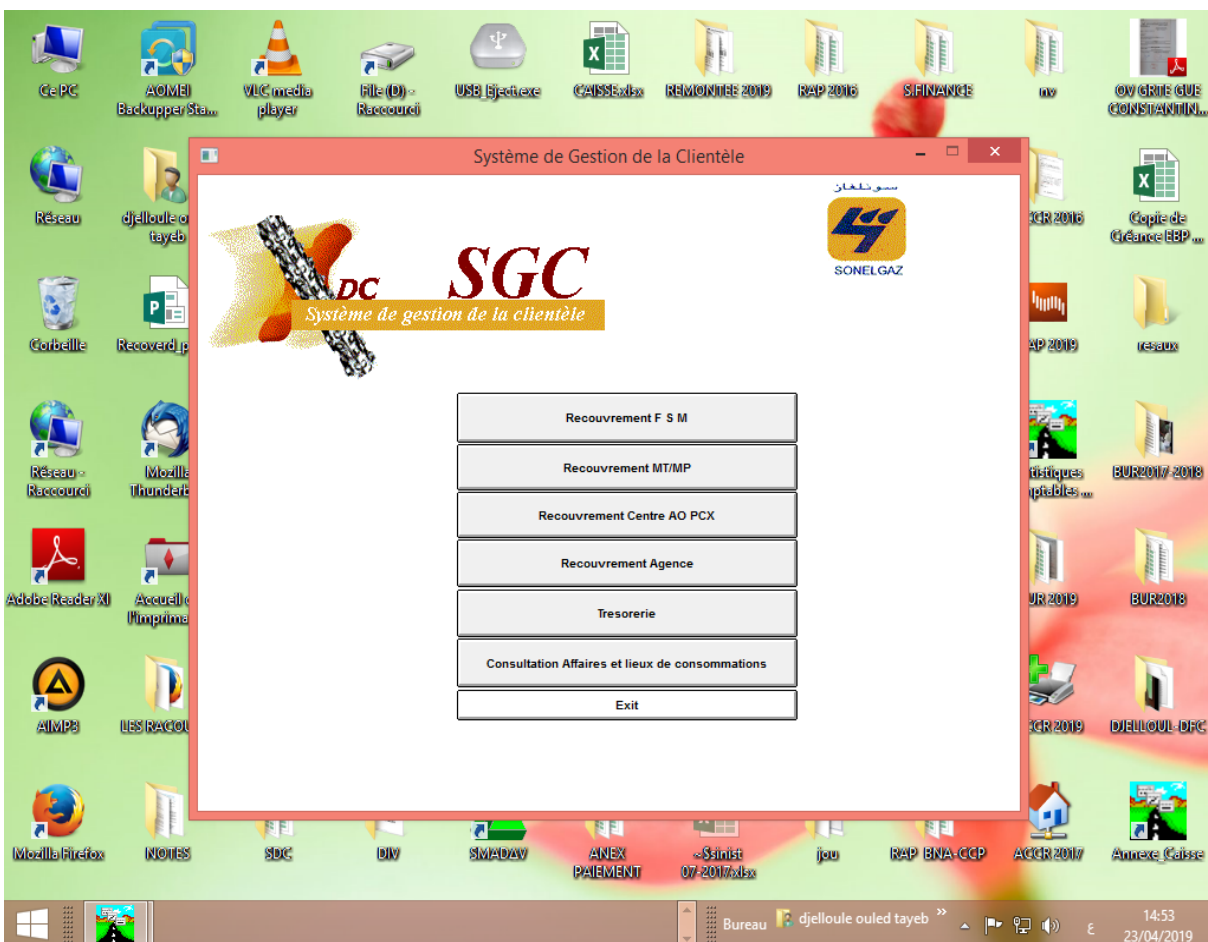 Ce PC
AOMEI
Backupper Sta...
VLC media
player
File (D) -
Raccourci
USB_Eject.exe
CAISSE.xlsx
REMONTEE 2019
RAP 2016
S.FINANCE
nv
OV GRTE GUE
CONSTANTIN...
Système de Gestion de la Clientèle
Réseau
djelloule o
tayeb
CCR 2016
Copie de
Créance EBP ...
سونلغاز
SONELGAZ
DC
SGC
Système de gestion de la clientèle
Corbeille
Recoverd_p
AP 2019
resaux
Recouvrement F S M
Recouvrement MT/MP
Recouvrement Centre AO PCX
Recouvrement Agence
Tresorerie
Consultation Affaires et lieux de consommations
Exit
Réseau -
Raccourci
Mozilla
Thunderb
tistiques
mptables ...
BUR2017-2018
Adobe Reader XI
Accueil
l'imprima
UR 2019
BUR2018
AIMP3
LES RACOU
CCR 2019
DJELLOUL-DFC
Mozilla Firefox
NOTES
SDC
DIV
SMADAV
ANEX
PAIEMENT
~Ssinist
07-2017.xlsx
jou
RAP BNA-CCP
ACCR 2017
Annexe_Caisse
Bureau
djelloule ouled tayeb
ع
14:53
23/04/2019